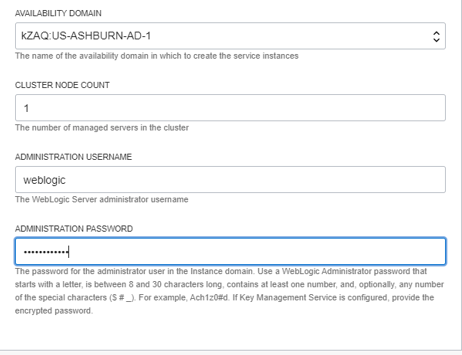 AVAILABILITY DOMAIN
kZAQ:US-ASHBURN-AD-1
The name of the availability domain in which to create the service instances
CLUSTER NODE COUNT
1
The number of managed servers in the cluster
ADMINISTRATION USERNAME
weblogic
The WebLogic Server administrator username
ADMINISTRATION PASSWORD
••••••••••••
The password for the administrator user in the Instance domain. Use a WebLogic Administrator password that
starts with a letter, is between 8 and 30 characters long, contains at least one number, and, optionally, any number
of the special characters ($ # _). For example, Ach1z0#d. If Key Management Service is configured, provide the
encrypted password.